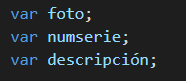 var foto;
var numserie;
var descripción;